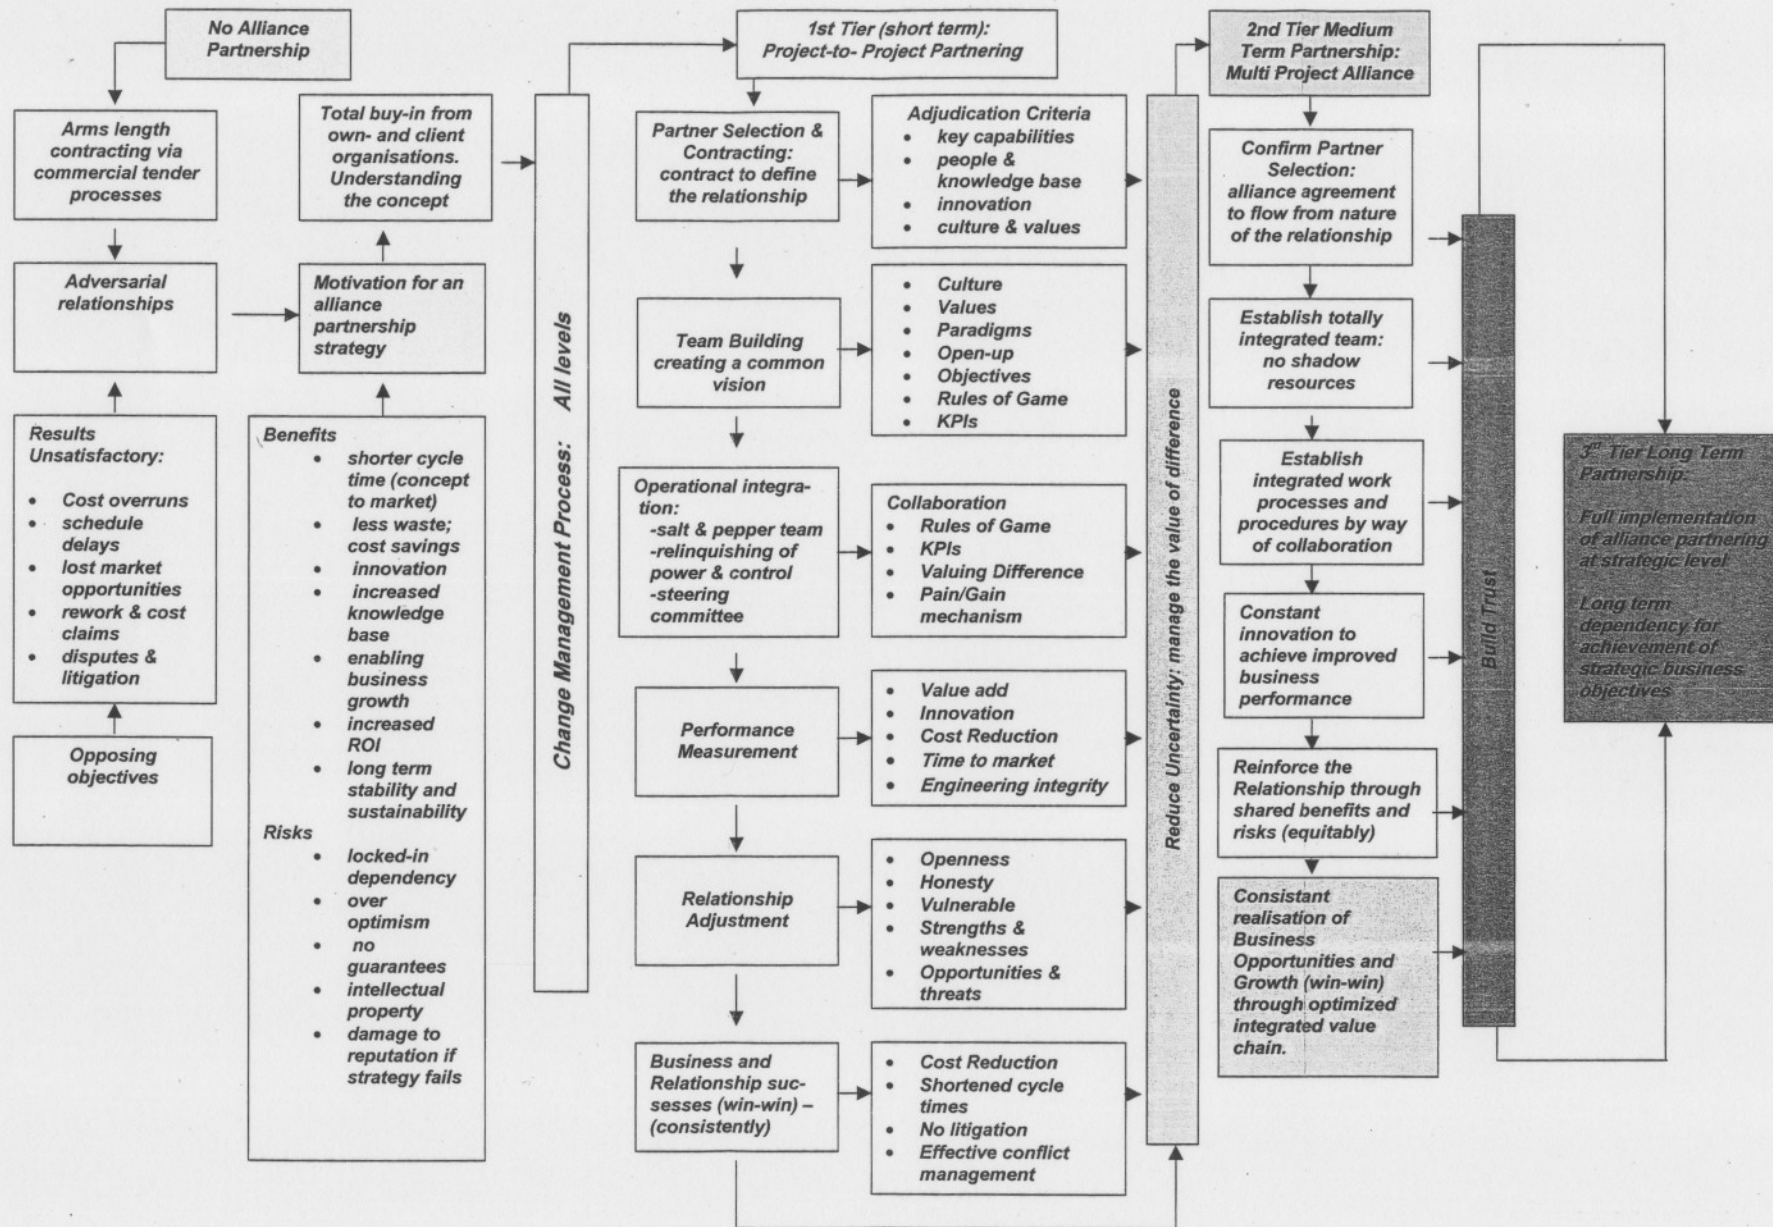 No Alliance
Partnership
Arms length
contracting via
commercial tender
processes
Adversarial
relationships
Results
Unsatisfactory:
• Cost overruns
• schedule
delays
• lost market
opportunities
• rework & cost
claims
• disputes &
litigation
Opposing
objectives
Total buy-in from
own- and client
organisations.
Understanding
the concept
Motivation for an
alliance
partnership
strategy
Benefits
• shorter cycle
time (concept
to market)
• less waste;
cost savings
• innovation
• increased
knowledge
base
• enabling
business
growth
• increased
ROI
• long term
stability and
sustainability
Risks
• locked-in
dependency
• over
optimism
• no
guarantees
• intellectual
property
• damage to
reputation if
strategy fails
Change Management Process: All levels
1st Tier (short term):
Project-to- Project Partnering
Partner Selection &
Contracting:
contract to define
the relationship
Adjudication Criteria
• key capabilities
• people &
knowledge base
• innovation
• culture & values
Team Building
creating a common
vision
• Culture
• Values
• Paradigms
• Open-up
• Objectives
• Rules of Game
• KPIs
Operational integra-
tion:
-salt & pepper team
-relinquishing of
power & control
-steering
committee
Collaboration
• Rules of Game
• KPIs
• Valuing Difference
• Pain/Gain
mechanism
Performance
Measurement
• Value add
• Innovation
• Cost Reduction
• Time to market
• Engineering integrity
Relationship
Adjustment
• Openness
• Honesty
• Vulnerable
• Strengths &
weaknesses
• Opportunities &
threats
Business and
Relationship suc-
sesses (win-win) –
(consistently)
• Cost Reduction
• Shortened cycle
times
• No litigation
• Effective conflict
management
Reduce Uncertainty: manage the value of difference
2nd Tier Medium
Term Partnership:
Multi Project Alliance
Confirm Partner
Selection:
alliance agreement
to flow from nature
of the relationship
Establish totally
integrated team:
no shadow
resources
Establish
integrated work
processes and
procedures by way
of collaboration
Constant
innovation to
achieve improved
business
performance
Reinforce the
Relationship through
shared benefits and
risks (equitably)
Consistant
realisation of
Business
Opportunities and
Growth (win-win)
through optimized
integrated value
chain.
Build Trust
3rd Tier Long Term
Partnership:
Full implementation
of alliance partnering
at strategic level
Long term
dependency for
achievement of
strategic business
objectives